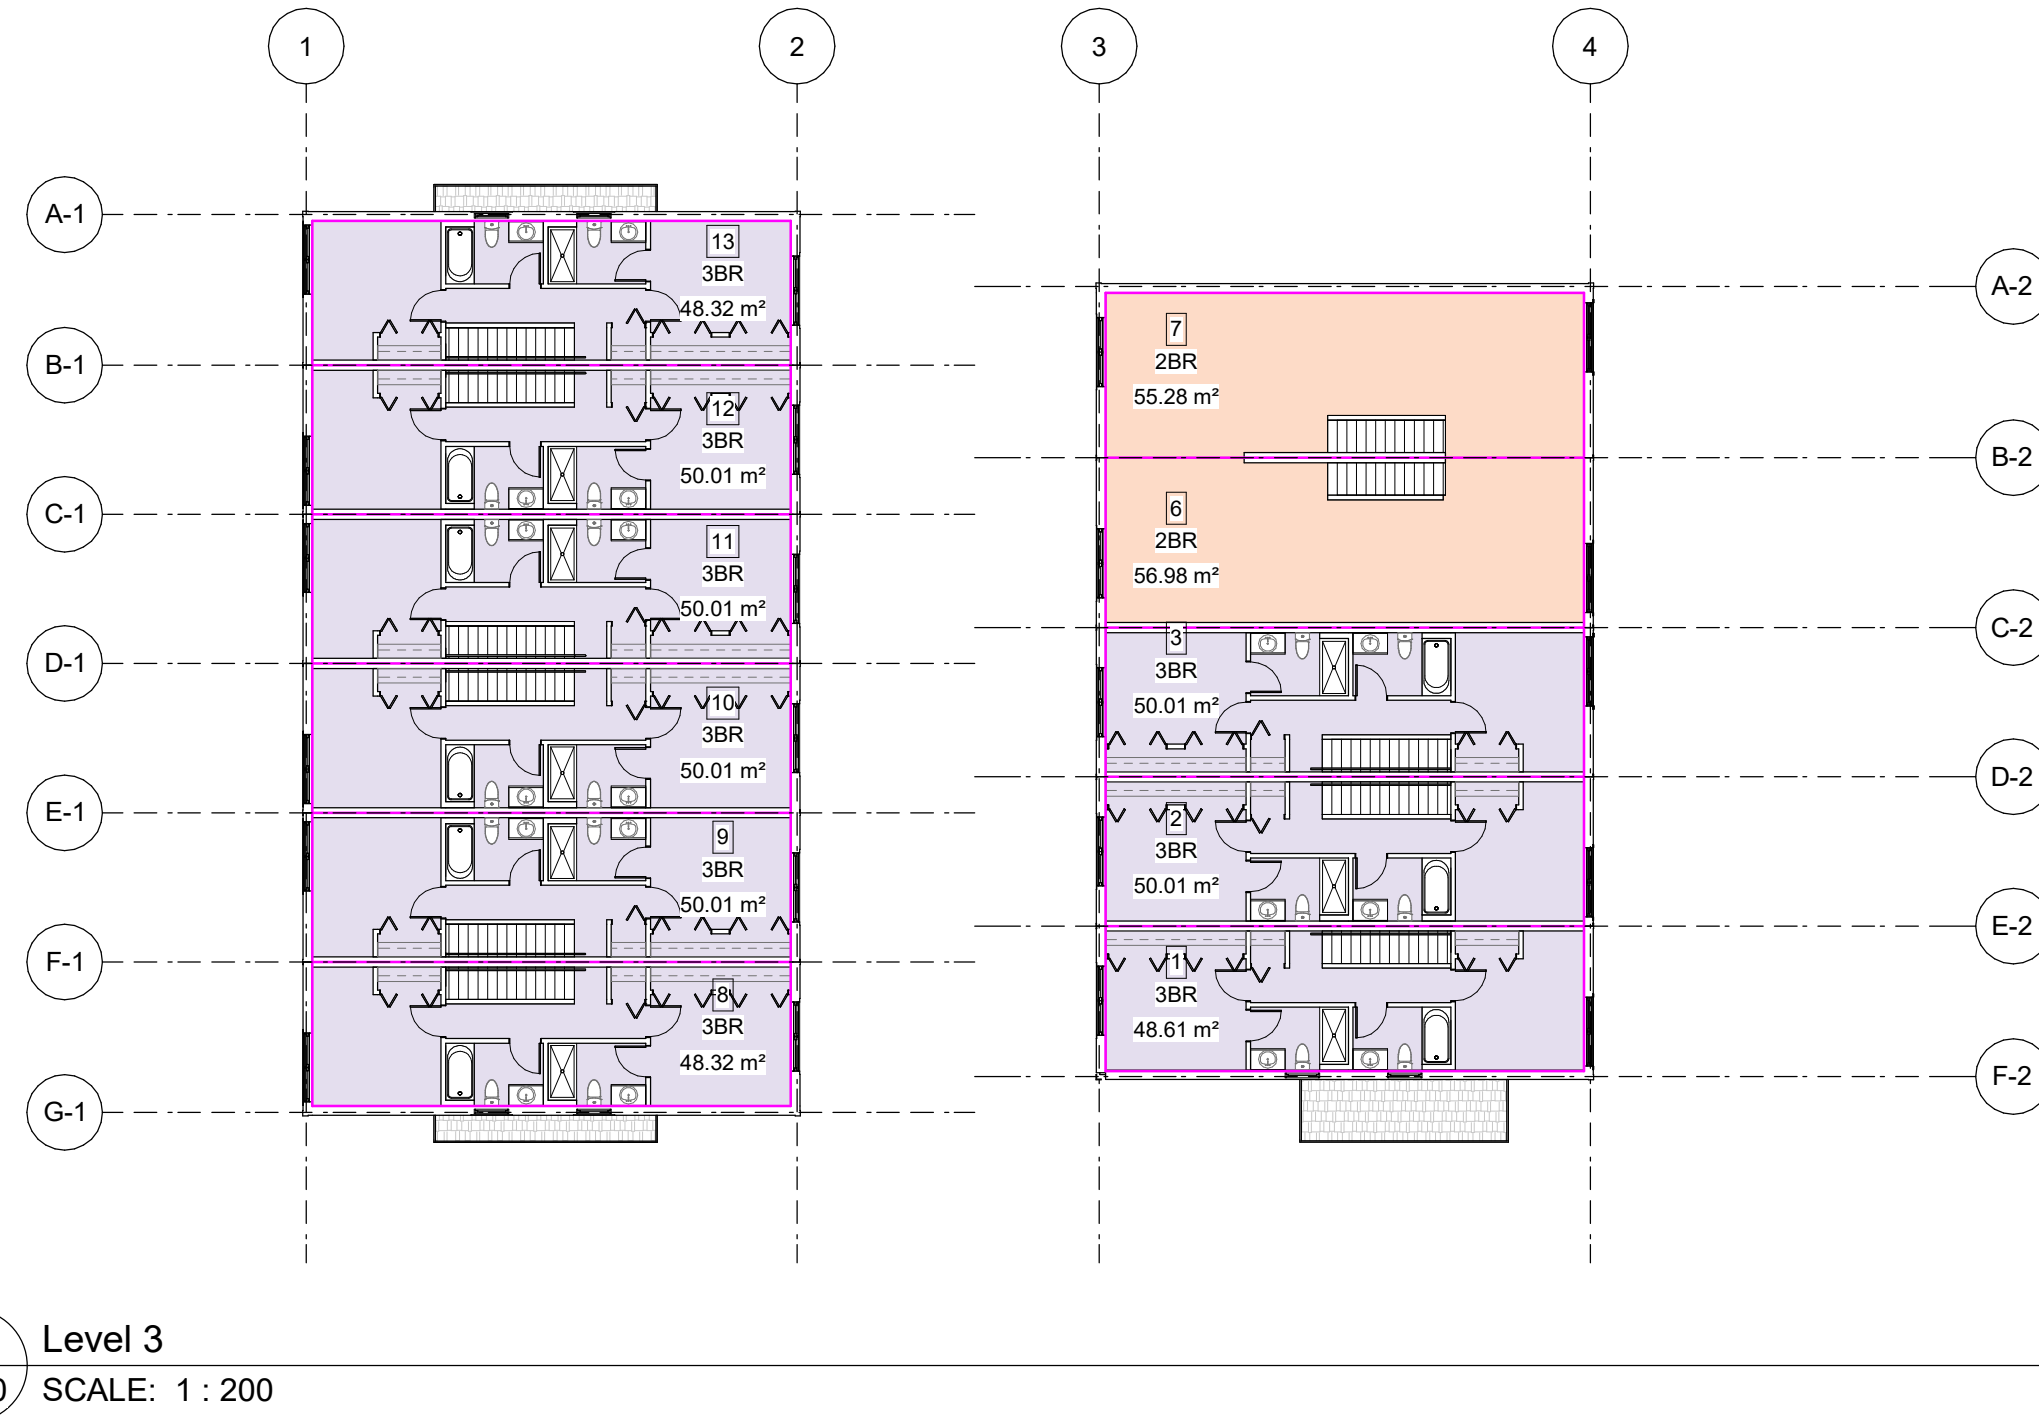 1
2
3
4
A-1
B-1
C-1
D-1
E-1
F-1
G-1
13
3BR
48.32 m²
12
3BR
50.01 m²
11
3BR
50.01 m²
10
3BR
50.01 m²
9
3BR
50.01 m²
8
3BR
48.32 m²
7
2BR
55.28 m²
6
2BR
56.98 m²
3
3BR
50.01 m²
2
3BR
50.01 m²
1
3BR
48.61 m²
A-2
B-2
C-2
D-2
E-2
F-2
Level 3
SCALE: 1 : 200